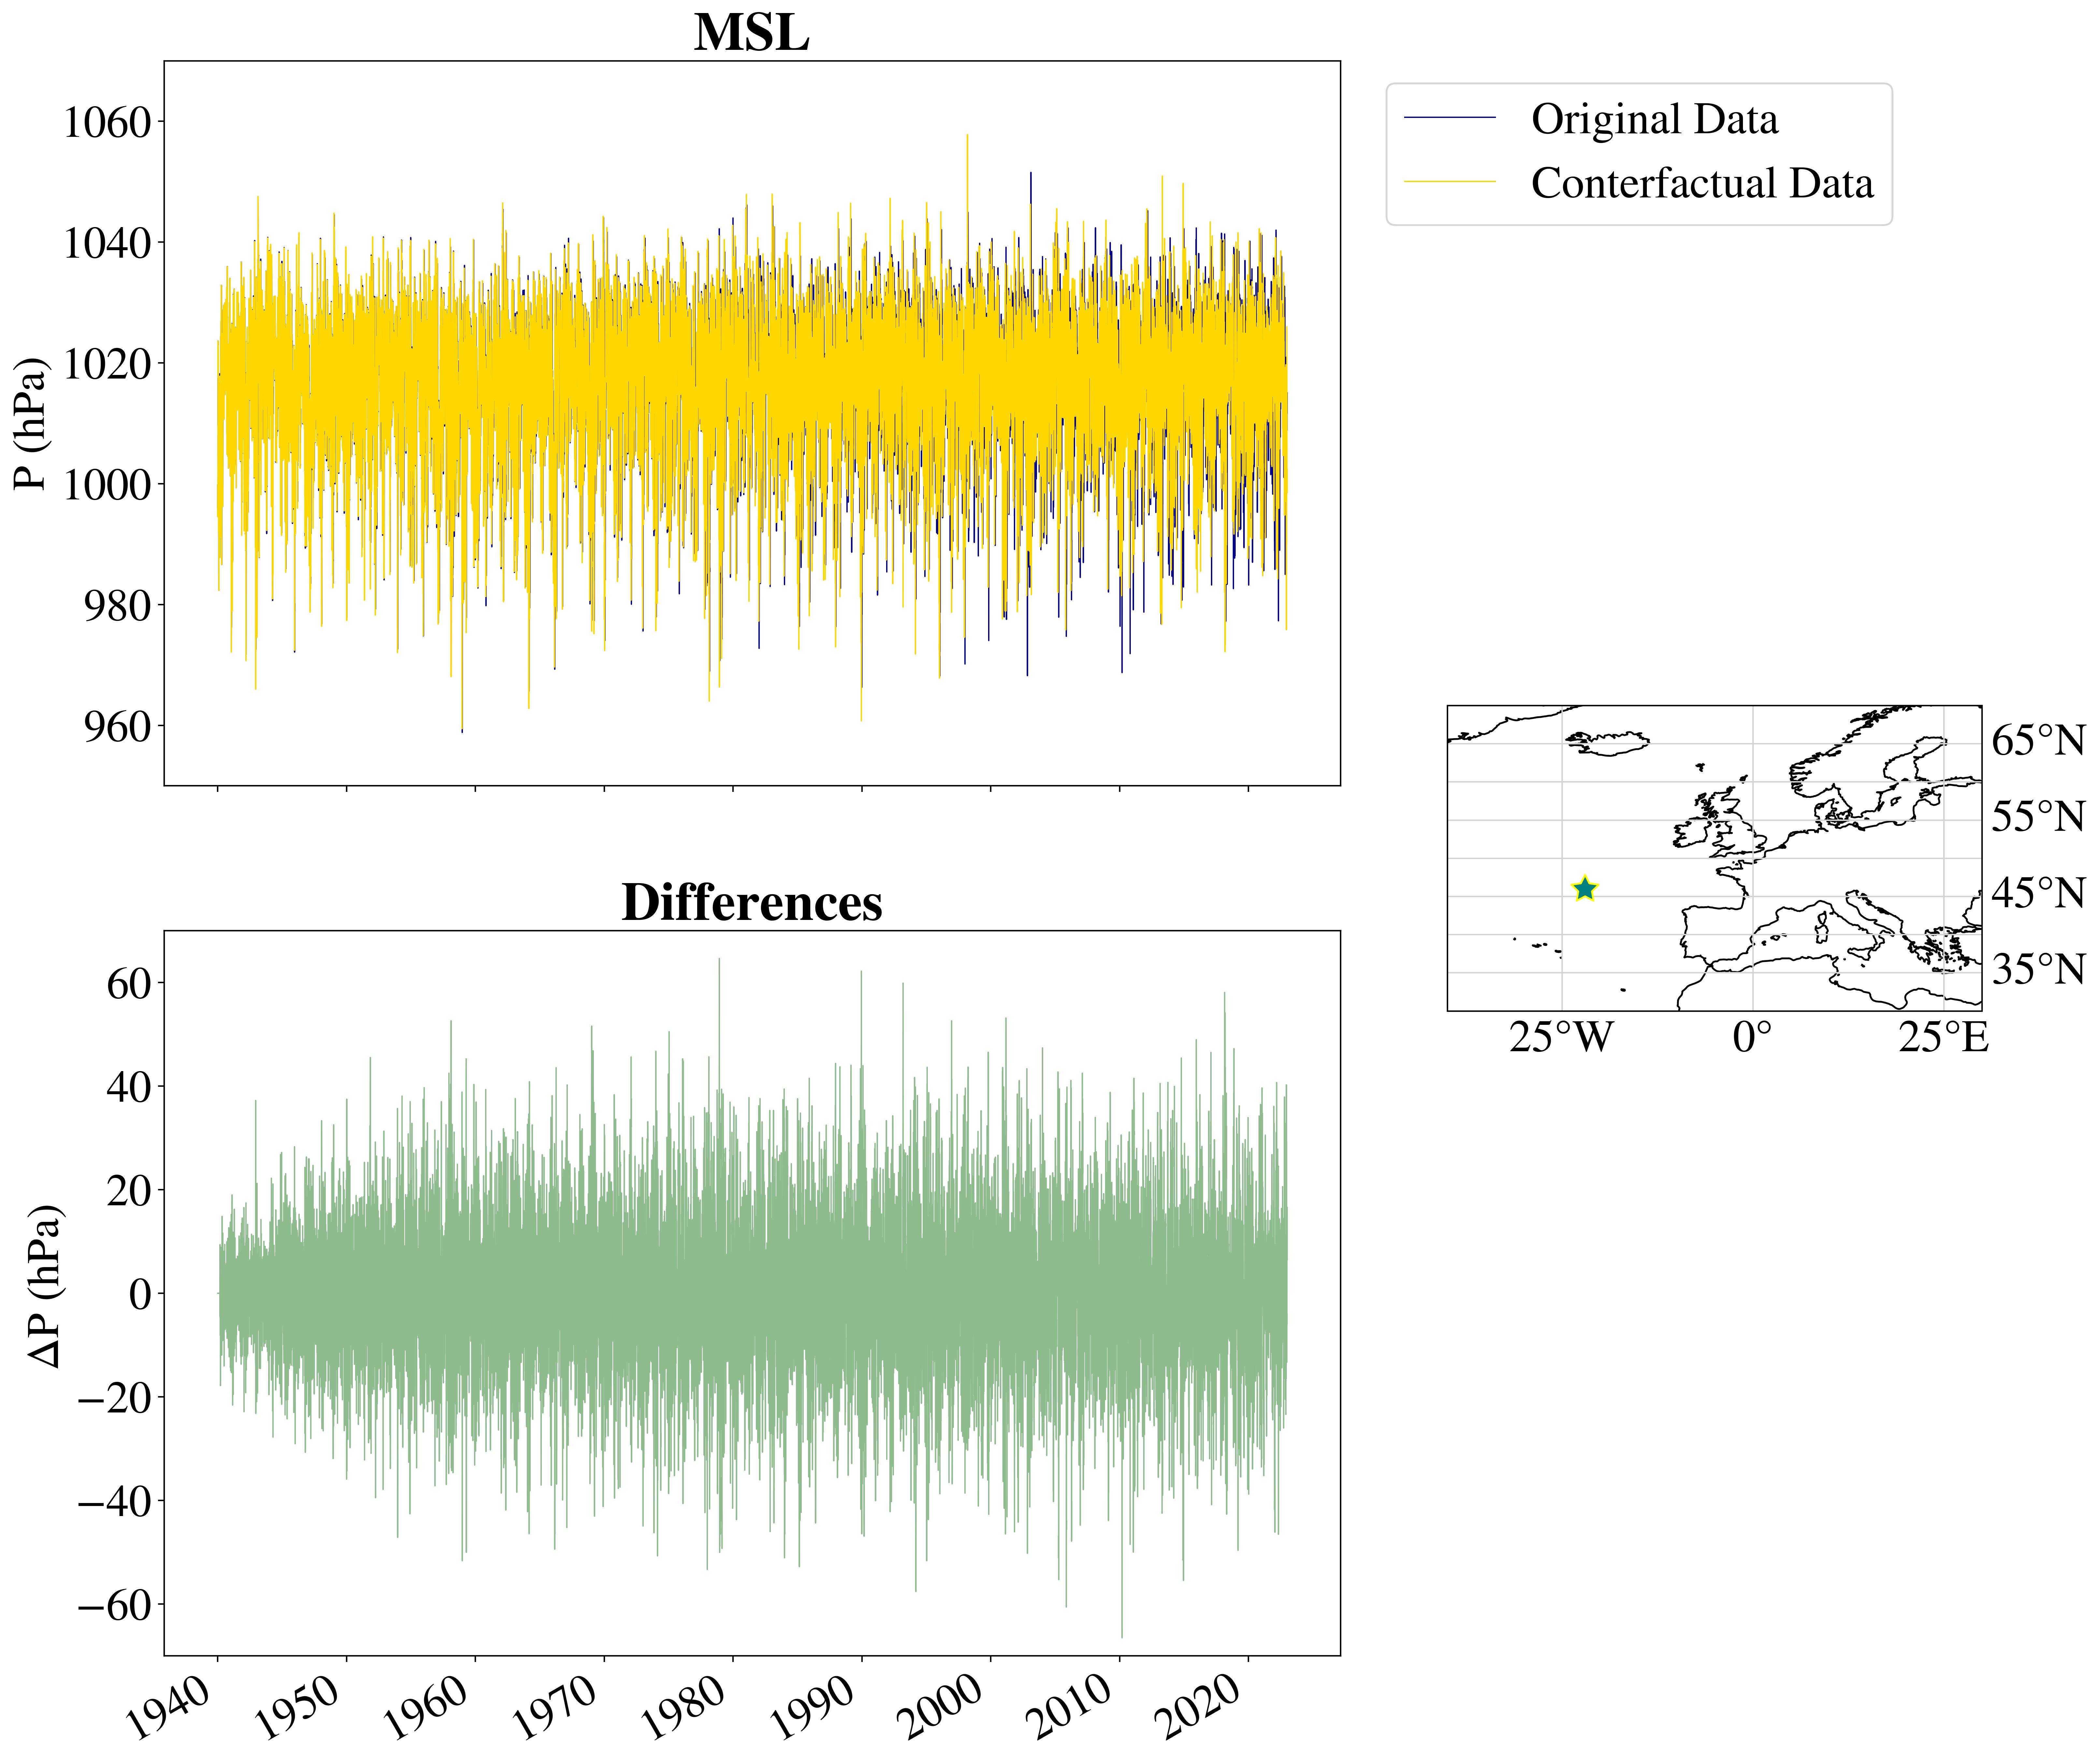 MSL
Original Data
Conterfactual Data
P (hPa)
1060
1040
1020
1000
980
960
65°N
55°N
45°N
35°N
25°W 0° 25°E
Differences
ΔP (hPa)
60
40
20
0
−20
−40
−60
1940 1950 1960 1970 1980 1990 2000 2010 2020